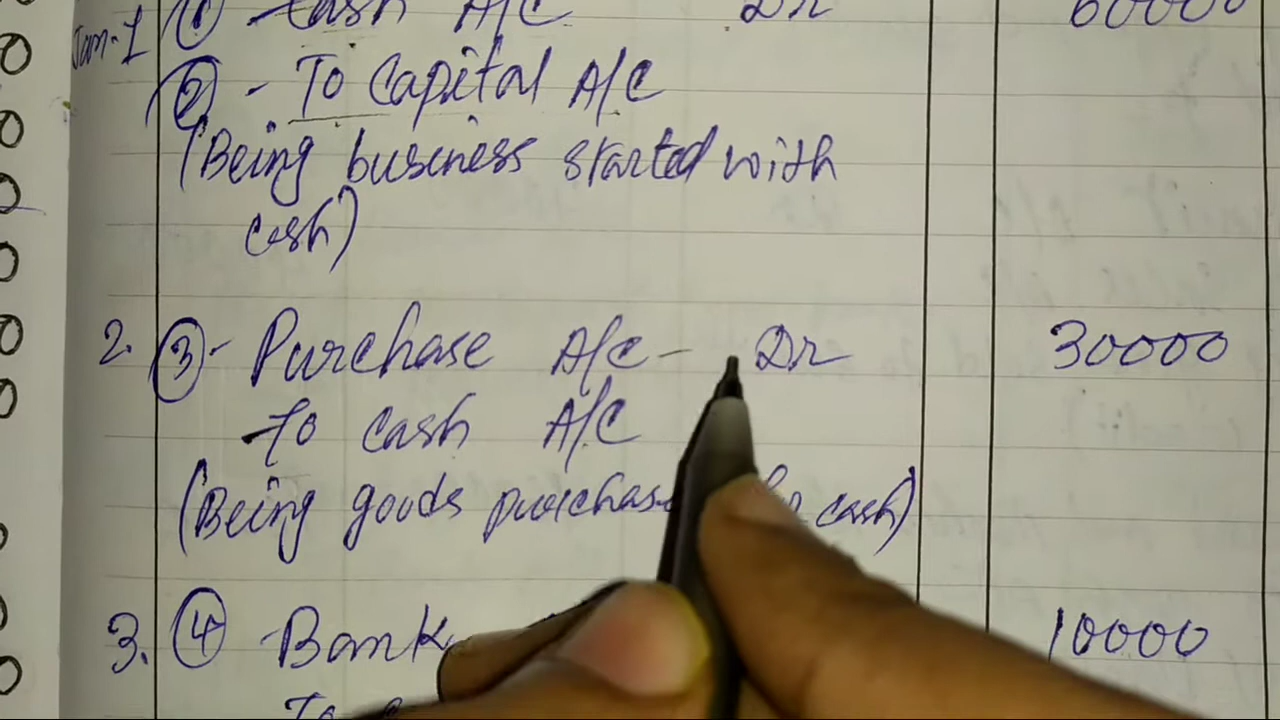 Jan-1 ① Cash A/C Dr 60000
② - To Capital A/C
(Being business started with
cash)
2. ③- Purchase A/C - Dr 30000
To cash A/C
(Being goods cash)
3. ④ - Bank 10000
To